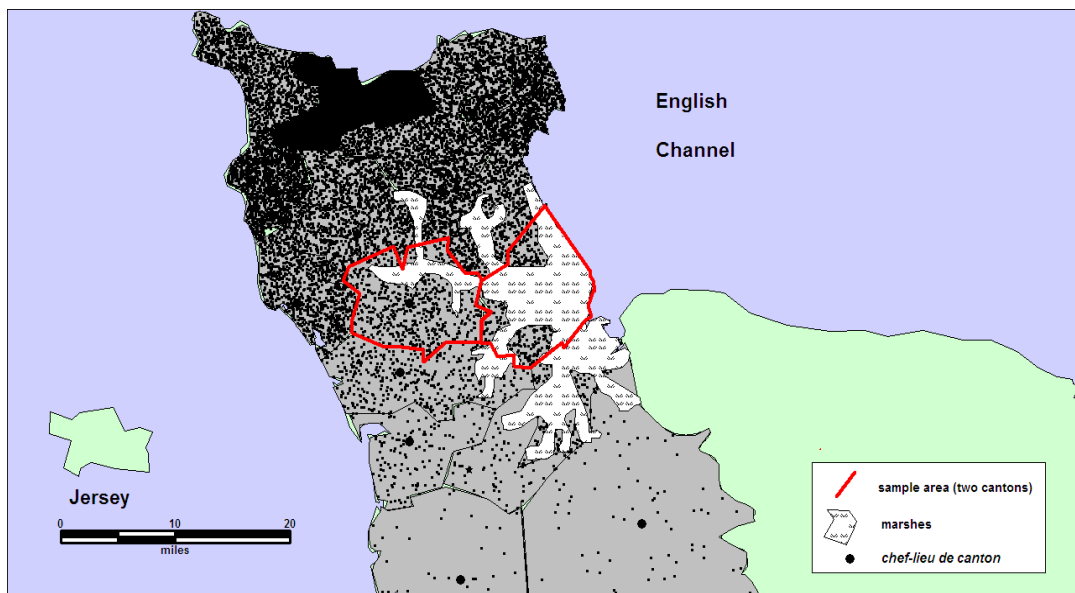 English
Channel
Jersey
0 10 20
miles
sample area (two cantons)
marshes
chef-lieu de canton